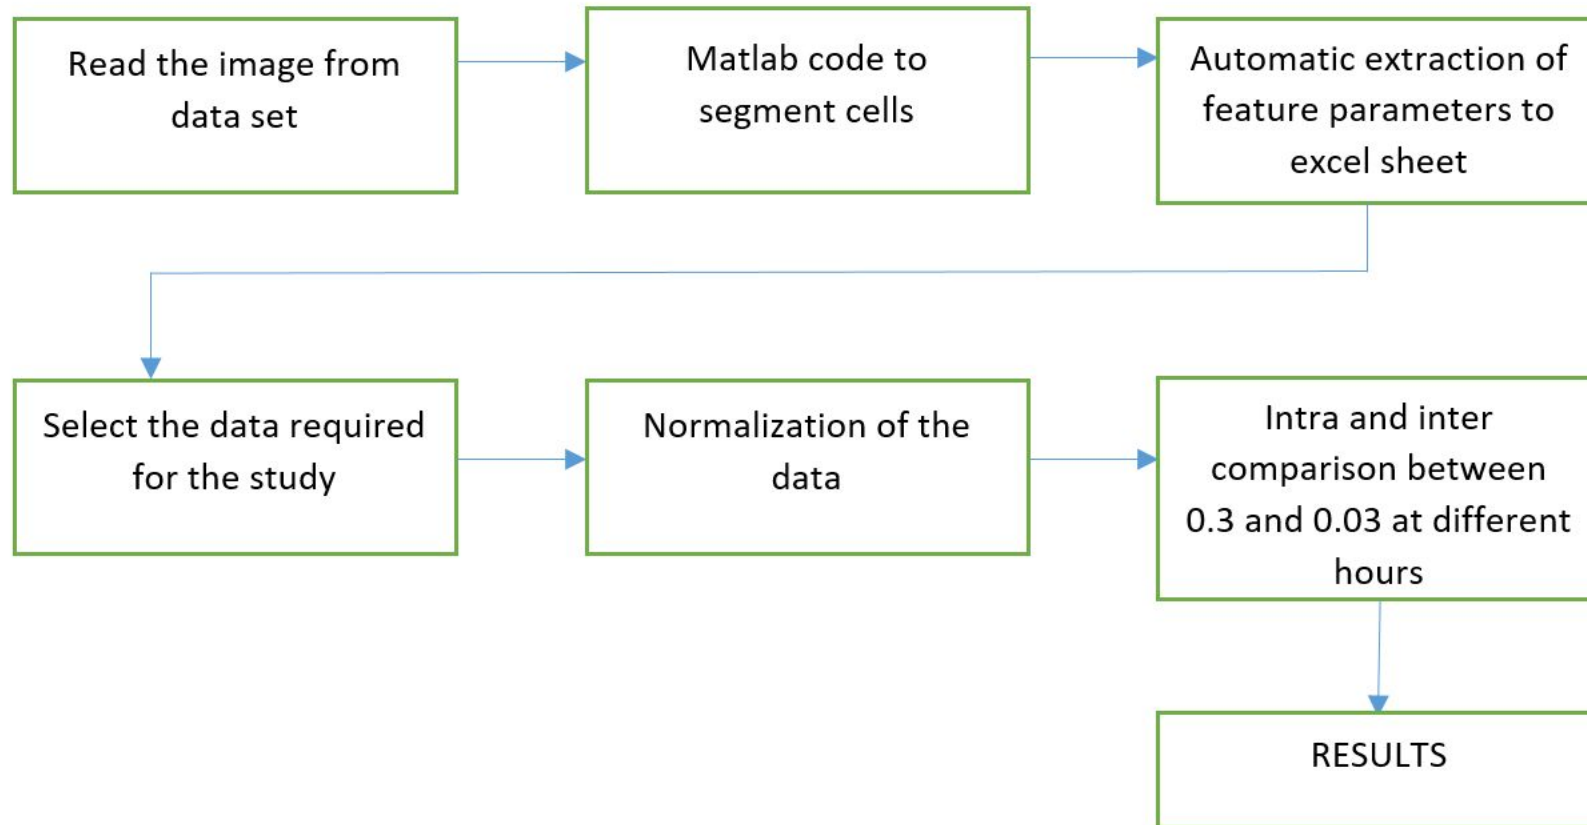 Read the image from
data set
Matlab code to
segment cells
Automatic extraction of
feature parameters to
excel sheet
Select the data required
for the study
Normalization of the
data
Intra and inter
comparison between
0.3 and 0.03 at different
hours
RESULTS